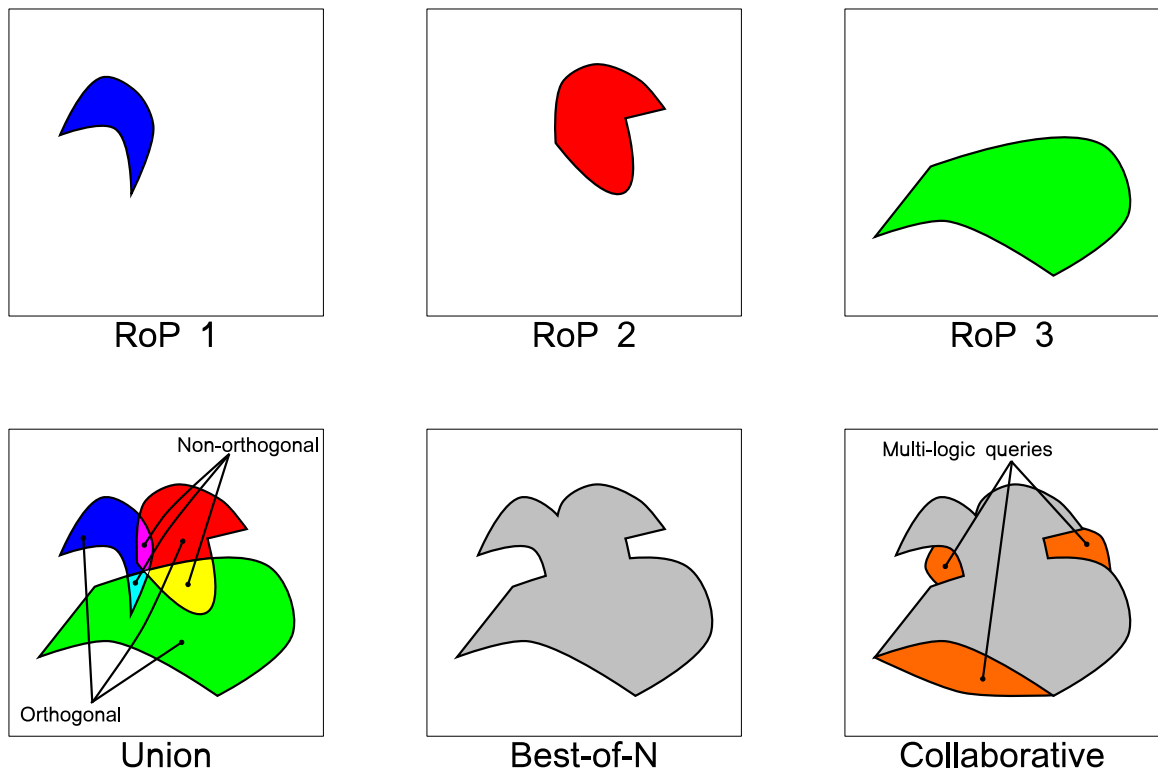 RoP 1
RoP 2
RoP 3
Non-orthogonal
Orthogonal
Union
Best-of-N
Multi-logic queries
Collaborative